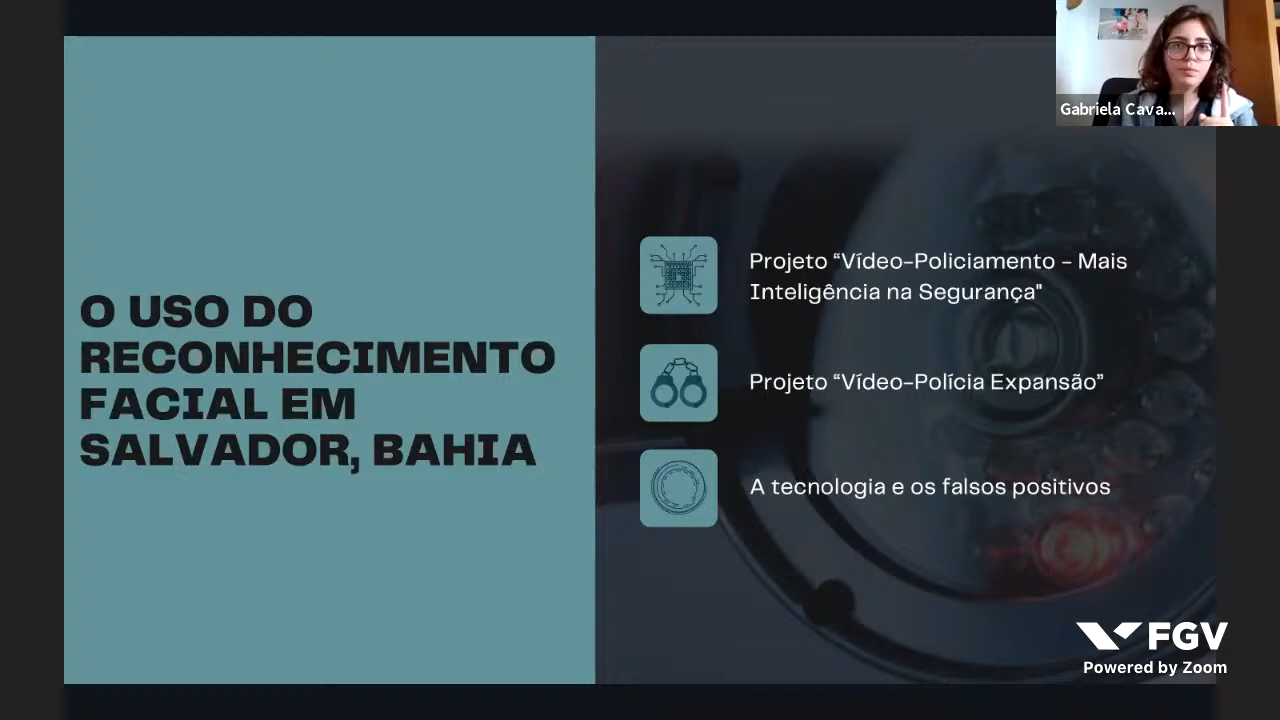 O USO DO
RECONHECIMENTO
FACIAL EM
SALVADOR, BAHIA
Projeto “Vídeo-Policiamento - Mais
Inteligência na Segurança"
Projeto “Vídeo-Polícia Expansão”
A tecnologia e os falsos positivos
Gabriela Cava...
FGV
Powered by Zoom